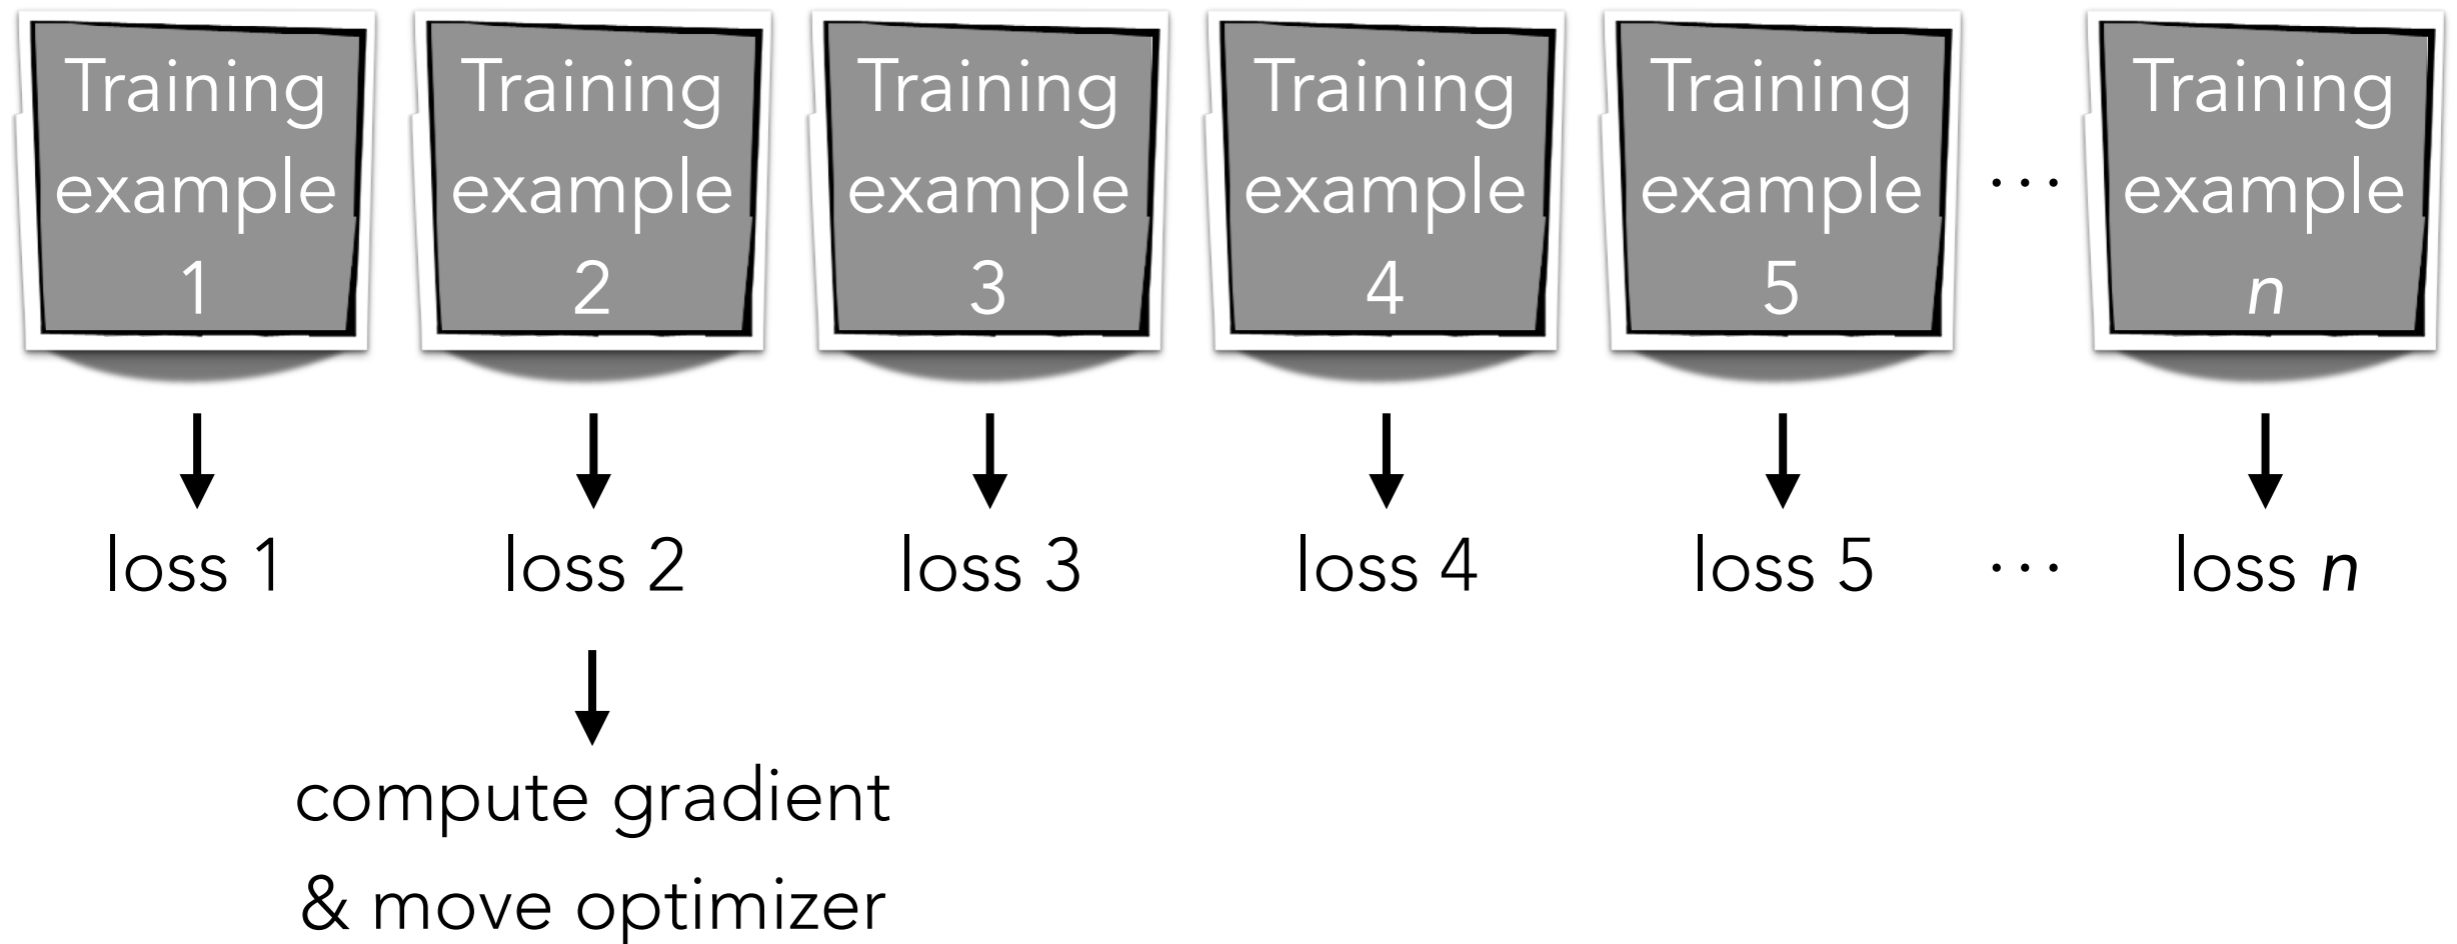 Training
example
1
Training
example
2
Training
example
3
Training
example
4
Training
example
5
...
Training
example
n
loss 1
loss 2
loss 3
loss 4
loss 5
...
loss n
compute gradient
& move optimizer